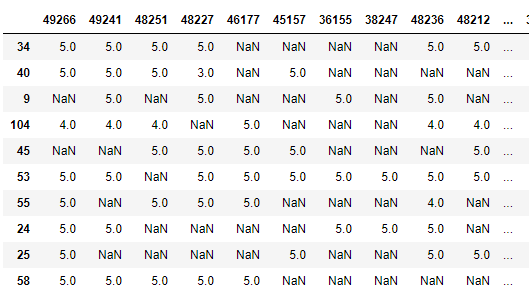 49266 49241 48251 48227 46177 45157 36155 38247 48236 48212 ...
34 5.0 5.0 5.0 5.0 NaN NaN NaN NaN 5.0 5.0 ...
40 5.0 5.0 5.0 3.0 NaN 5.0 NaN NaN NaN NaN ...
9 NaN 5.0 NaN 5.0 NaN NaN 5.0 NaN 5.0 NaN ...
104 4.0 4.0 4.0 NaN 5.0 NaN NaN NaN 4.0 4.0 ...
45 NaN NaN 5.0 5.0 5.0 5.0 NaN NaN NaN 5.0 ...
53 5.0 5.0 NaN 5.0 5.0 5.0 5.0 5.0 5.0 5.0 ...
55 5.0 NaN 5.0 5.0 5.0 NaN NaN NaN 4.0 NaN ...
24 5.0 5.0 NaN NaN NaN NaN 5.0 5.0 5.0 NaN ...
25 5.0 NaN NaN NaN NaN 5.0 NaN NaN 5.0 5.0 ...
58 5.0 5.0 5.0 5.0 5.0 NaN NaN NaN NaN NaN ...